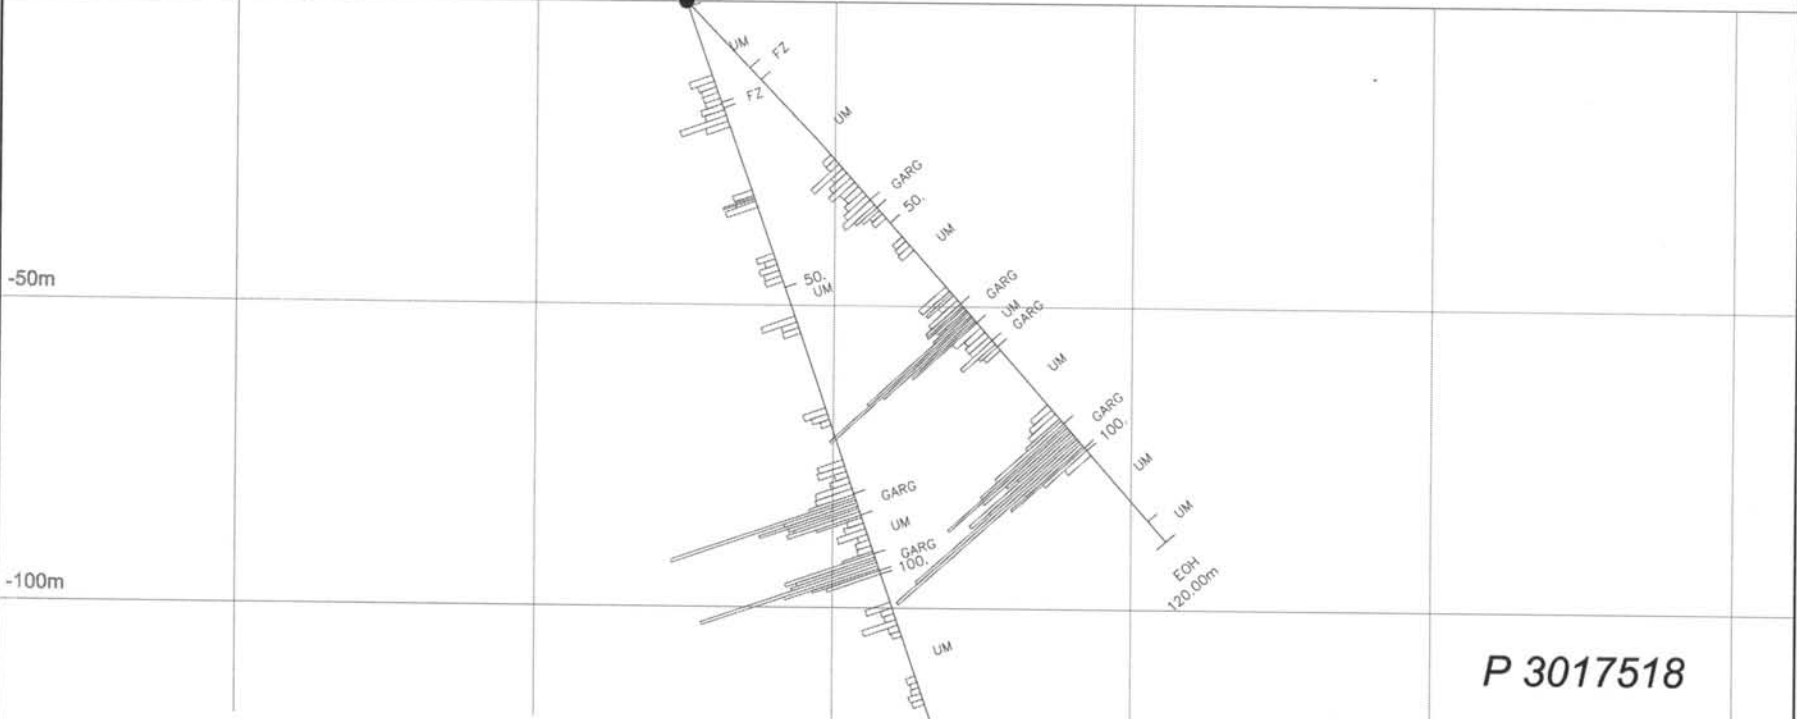 UM
FZ
FZ
UM
GARG
50.
UM
-50m
50.
UM
GARG
UM
GARG
UM
GARG
100.
UM
GARG
UM
UM
GARG
100.
-100m
EOH
120.00m
UM
P 3017518